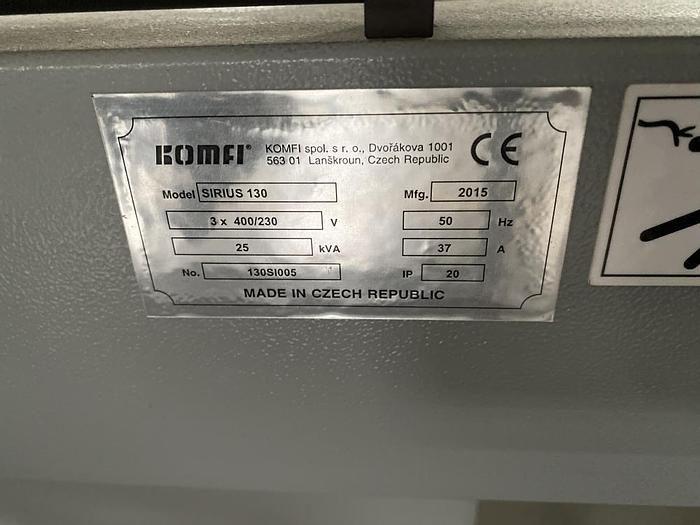 KOMFI® KOMFI spol. s r. o., Dvořákova 1001
563 01 Lanškroun, Czech Republic CE
Model SIRIUS 130 Mfg. 2015
3 x 400/230 V 50 Hz
25 kVA 37 A
No. 130SI005 IP 20
MADE IN CZECH REPUBLIC